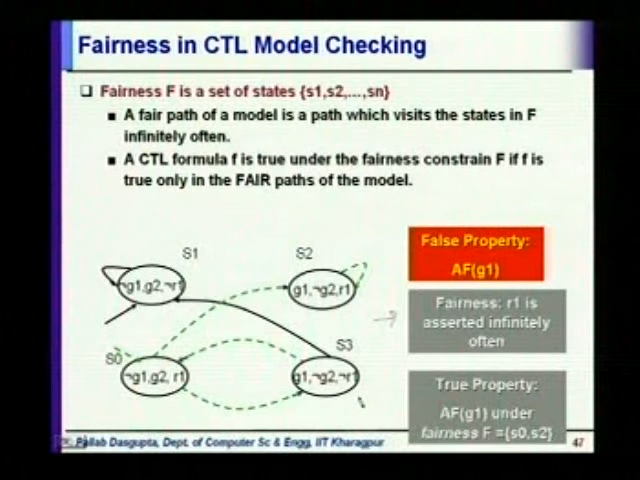 Fairness in CTL Model Checking
Fairness F is a set of states {s1,s2,...,sn}
A fair path of a model is a path which visits the states in F
infinitely often.
A CTL formula f is true under the fairness constrain F if f is
true only in the FAIR paths of the model.
S1
¬g1,g2,¬r1
S2
g1,¬g2,r1
S0
¬g1,g2, r1
S3
g1,¬g2,¬r1
False Property:
AF(g1)
Fairness: r1 is
asserted infinitely
often
True Property:
AF(g1) under
fairness F ={s0,s2}
Pallab Dasgupta, Dept. of Computer Sc & Engg, IIT Kharagpur
47